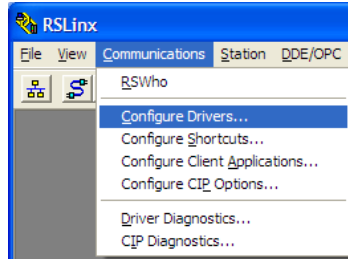 RSLinx
File View Communications Station DDE/OPC
RSWho
Configure Drivers...
Configure Shortcuts...
Configure Client Applications...
Configure CIP Options...
Driver Diagnostics...
CIP Diagnostics...